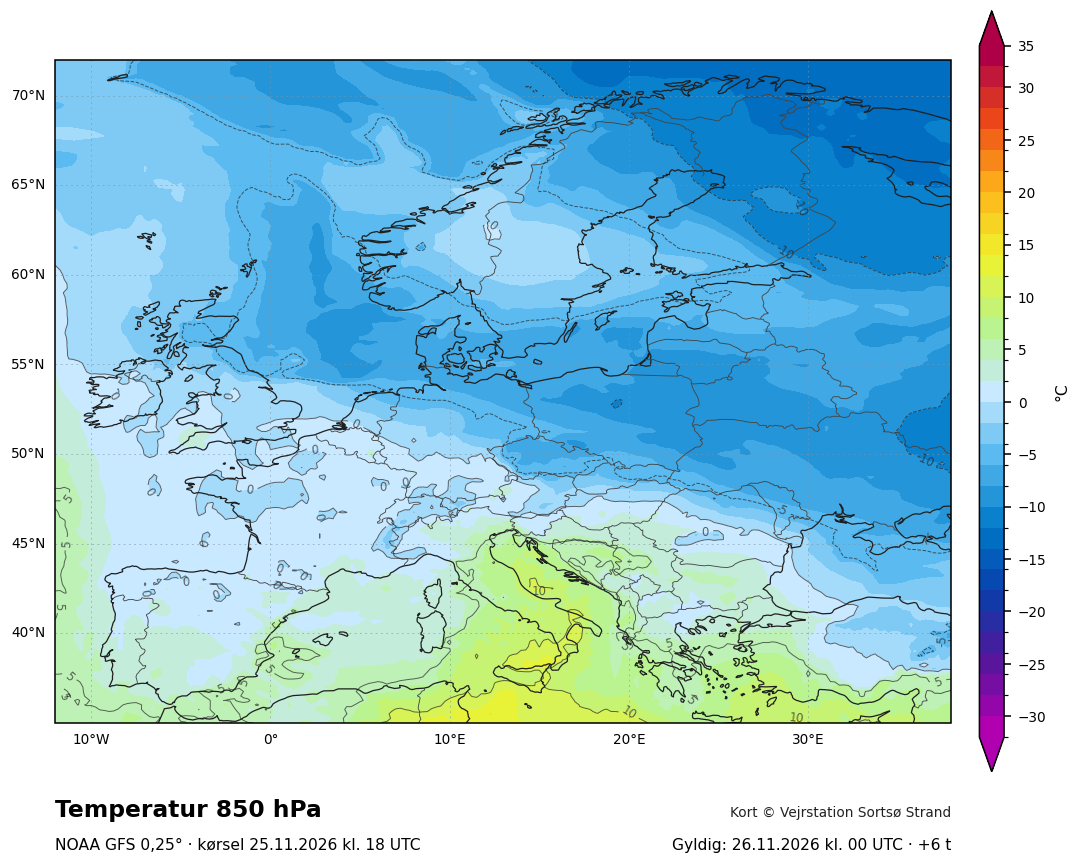 70°N
65°N
60°N
55°N
50°N
45°N
40°N
10°W
0°
10°E
20°E
30°E
35
30
25
20
15
10
5
0
−5
−10
−15
−20
−25
−30
°C
Temperatur 850 hPa
Kort © Vejrstation Sortsø Strand
NOAA GFS 0,25° · kørsel 25.11.2026 kl. 18 UTC
Gyldig: 26.11.2026 kl. 00 UTC · +6 t